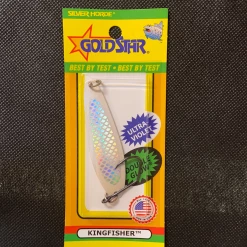 SILVER HORDE®
GOLD STAR
BEST BY TEST • BEST BY TEST
ULTRA
VIOLET
KINGFISHER™